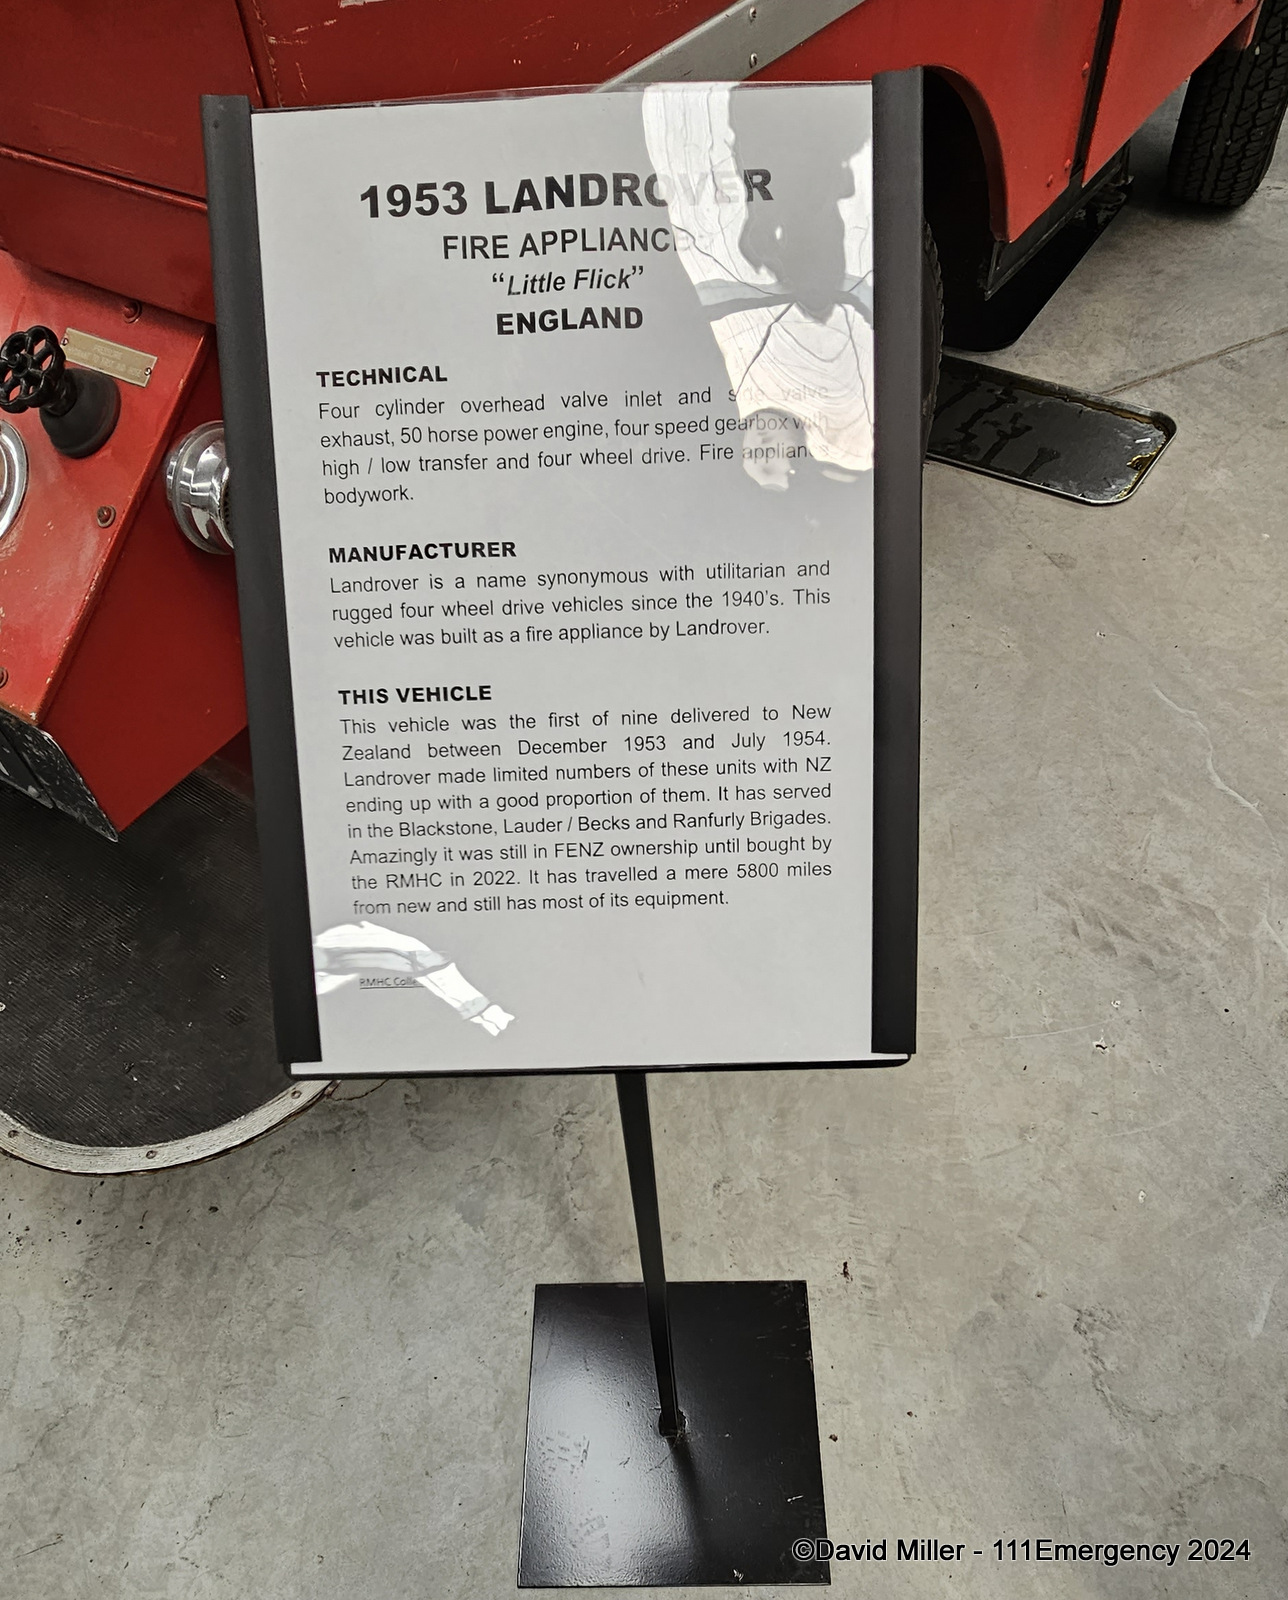 1953 LANDROVER
FIRE APPLIANCE
“Little Flick”
ENGLAND
TECHNICAL
Four cylinder overhead valve inlet and side valve
exhaust, 50 horse power engine, four speed gearbox with
high / low transfer and four wheel drive. Fire appliance
bodywork.
MANUFACTURER
Landrover is a name synonymous with utilitarian and
rugged four wheel drive vehicles since the 1940's. This
vehicle was built as a fire appliance by Landrover.
THIS VEHICLE
This vehicle was the first of nine delivered to New
Zealand between December 1953 and July 1954.
Landrover made limited numbers of these units with NZ
ending up with a good proportion of them. It has served
in the Blackstone, Lauder / Becks and Ranfurly Brigades.
Amazingly it was still in FENZ ownership until bought by
the RMHC in 2022. It has travelled a mere 5800 miles
from new and still has most of its equipment.
RMHC
©David Miller - 111Emergency 2024